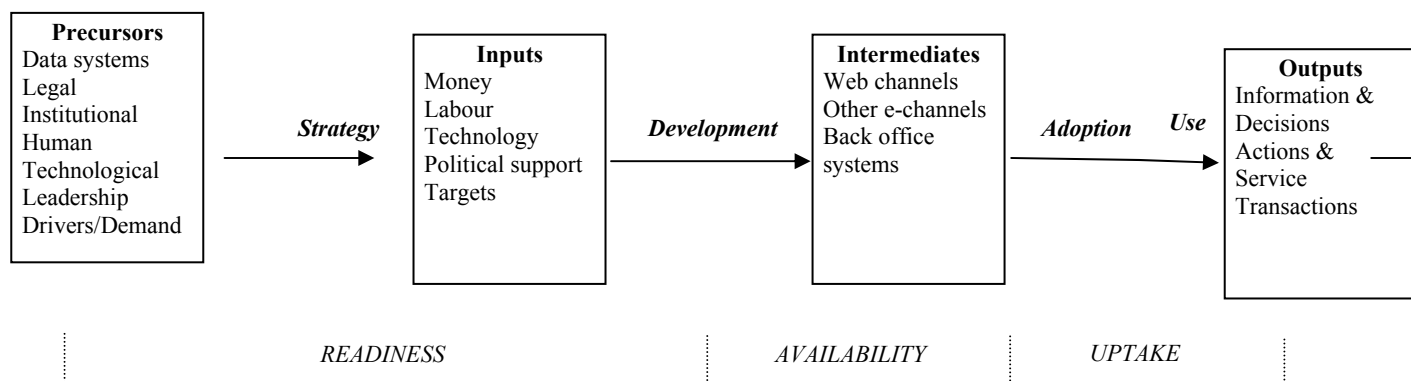 Precursors
Data systems
Legal
Institutional
Human
Technological
Leadership
Drivers/Demand
Strategy
Inputs
Money
Labour
Technology
Political support
Targets
Development
Intermediates
Web channels
Other e-channels
Back office
systems
Adoption
Use
Outputs
Information &
Decisions
Actions &
Service
Transactions
READINESS
AVAILABILITY
UPTAKE